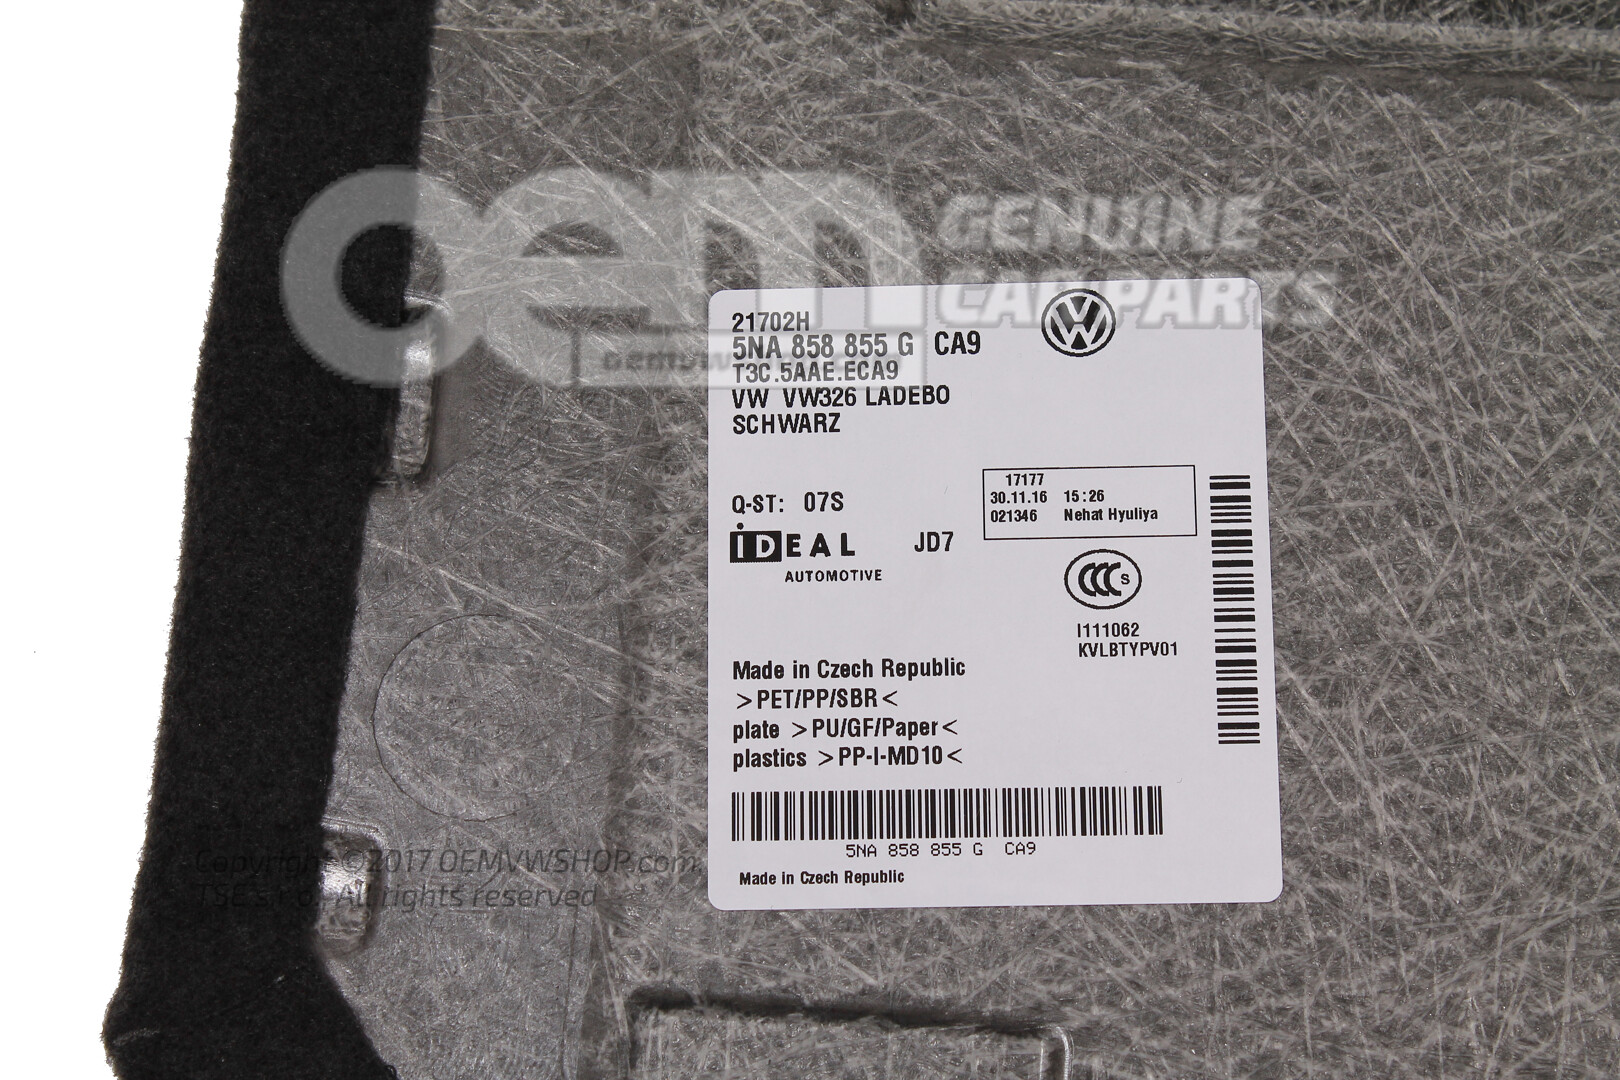 oem GENUINE
CAR PARTS
21702H
5NA 858 855 G CA9
T3C.5AAE.ECA9
VW VW326 LADEBO
SCHWARZ
17177
30.11.16 15:26
021346 Nehat Hyuliya
Q-ST: 07S
iDEAL JD7
AUTOMOTIVE
CCC S
I111062
KVLBTYPV01
Made in Czech Republic
>PET/PP/SBR<
plate >PU/GF/Paper<
plastics >PP-I-MD10<
5NA 858 855 G CA9
Made in Czech Republic
Copyright ©2017 OEMVWSHOP.com
TSE s.r.o. All rights reserved